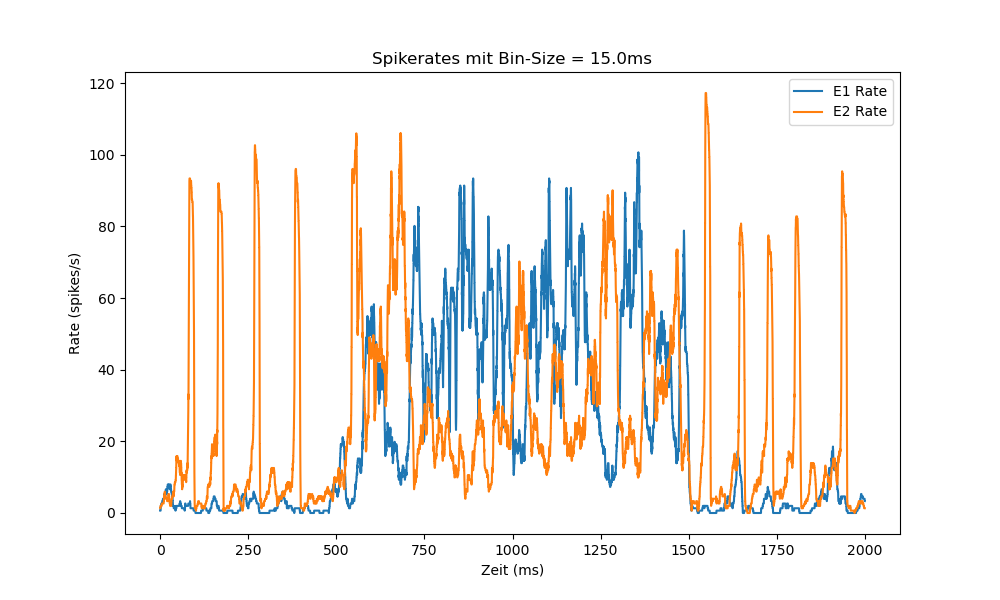 Spikerates mit Bin-Size = 15.0ms
120
100
80
60
40
20
0
Rate (spikes/s)
E1 Rate
E2 Rate
0 250 500 750 1000 1250 1500 1750 2000
Zeit (ms)